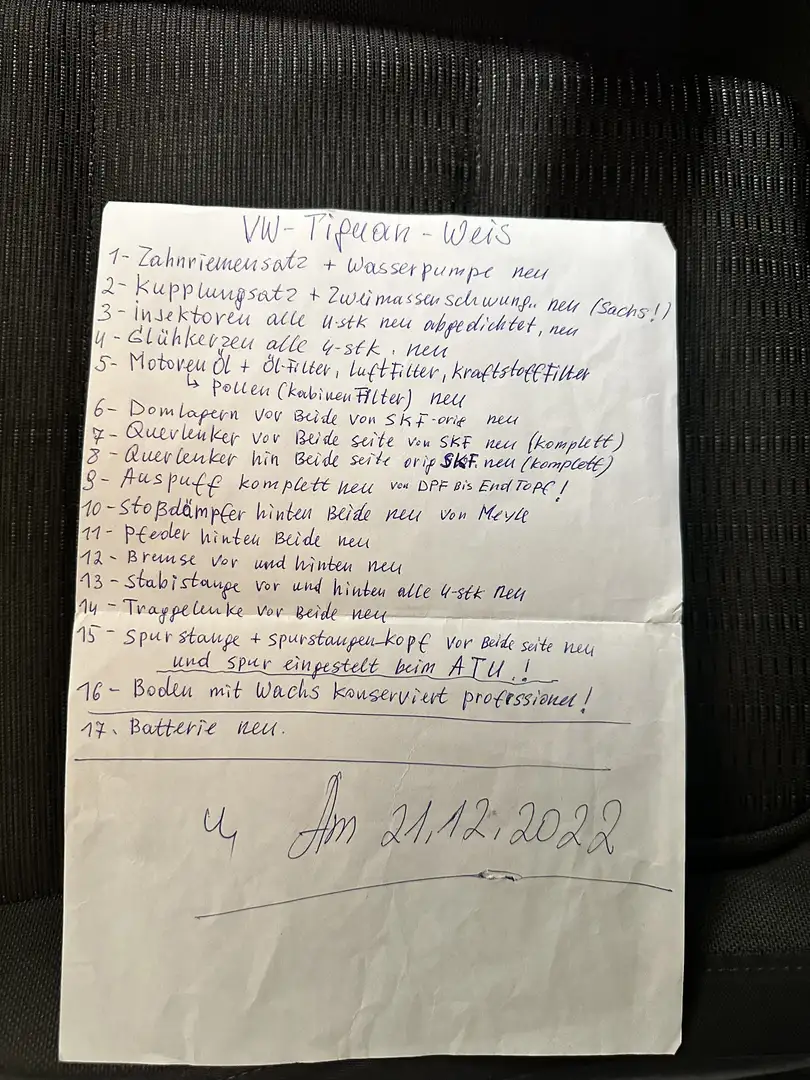 VW-Tiguan-Weis
1- Zahnriemensatz + Wasserpumpe neu
2- Kupplungsatz + Zweimassenschwung.. neu (Sachs!)
3- insektoren alle 4-stk neu abgedichtet, neu
4- Glühkerzen alle 4-stk. neu
5- Motoren Öl + Öl-Filter, luftFilter, kraftstoffFilter
↳ pollen (kabinen Filter) neu
6- Domlagern vor Beide von SKF-orig neu
7- Querlenker vor Beide seite von SKF neu (komplett)
8- Querlenker hin Beide seite orig SKF neu (komplett)
9- Auspuff komplett neu von DPF Bis EndTopf!
10- Stoßdämpfer hinten Beide neu von Meyle
11- Pfeder hinten Beide neu
12- Bremse vor und hinten neu
13- Stabistange vor und hinten alle 4-stk neu
14- Traggelenke vor Beide neu
15- Spurstange + spurstangen-kopf vor Beide seite neu
und spur eingestelt beim ATU.!
16- Boden mit Wachs konserviert professionel!
17. Batterie neu.
Am 21.12.2022